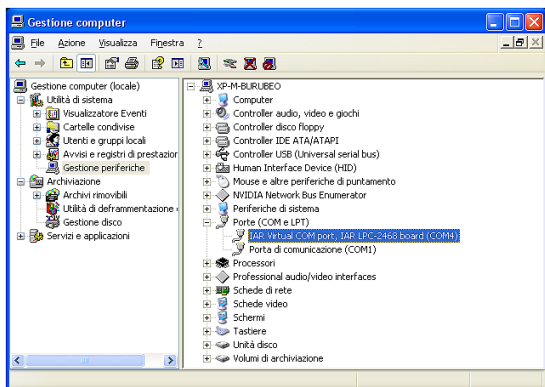 Gestione computer
File Azione Visualizza Finestra ?
Gestione computer (locale)
Utilità di sistema
Visualizzatore Eventi
Cartelle condivise
Utenti e gruppi locali
Avvisi e registri di prestazior
Gestione periferiche
Archiviazione
Archivi rimovibili
Utilità di deframmentazione
Gestione disco
Servizi e applicazioni
XP-M-BURUBEO
Computer
Controller audio, video e giochi
Controller disco floppy
Controller IDE ATA/ATAPI
Controller USB (Universal serial bus)
Human Interface Device (HID)
Mouse e altre periferiche di puntamento
NVIDIA Network Bus Enumerator
Periferiche di sistema
Porte (COM e LPT)
IAR Virtual COM port, IAR LPC-2468 board (COM4)
Porta di comunicazione (COM1)
Processori
Professional audio/video interfaces
Schede di rete
Schede video
Schermi
Tastiere
Unità disco
Volumi di archiviazione